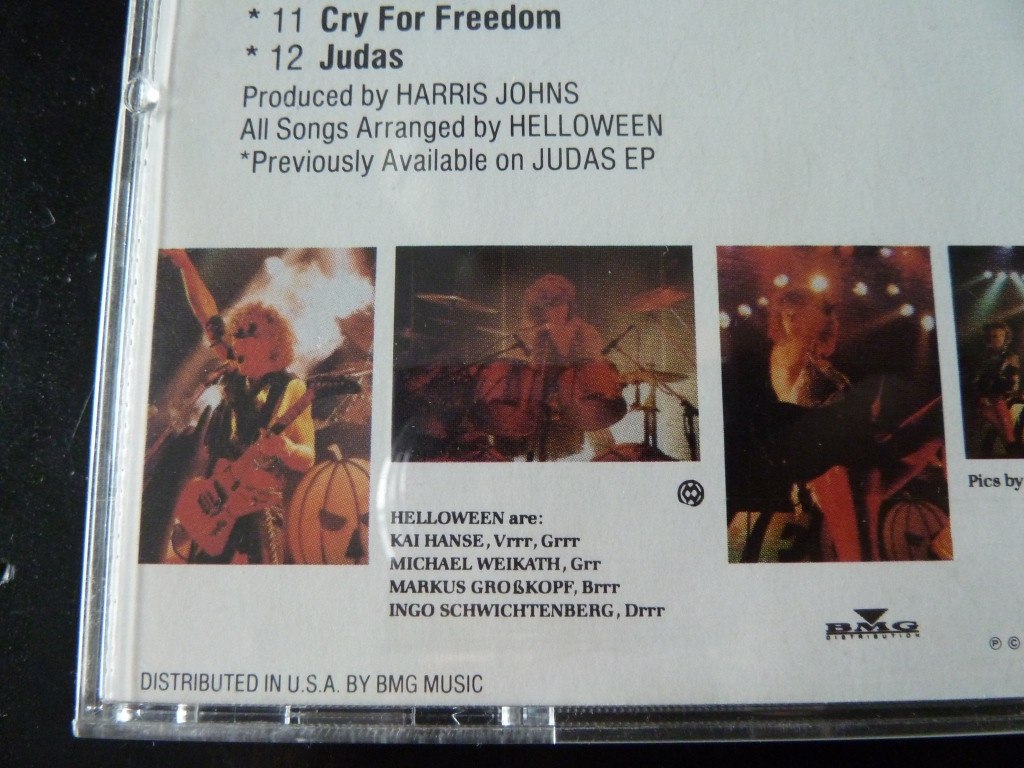 * 11 Cry For Freedom
* 12 Judas
Produced by HARRIS JOHNS
All Songs Arranged by HELLOWEEN
*Previously Available on JUDAS EP
Pics by
HELLOWEEN are:
KAI HANSE, Vrrr, Grrr
MICHAEL WEIKATH, Grr
MARKUS GROßKOPF, Brrr
INGO SCHWICHTENBERG, Drrr
BMG
DISTRIBUTION
℗ ©
DISTRIBUTED IN U.S.A. BY BMG MUSIC